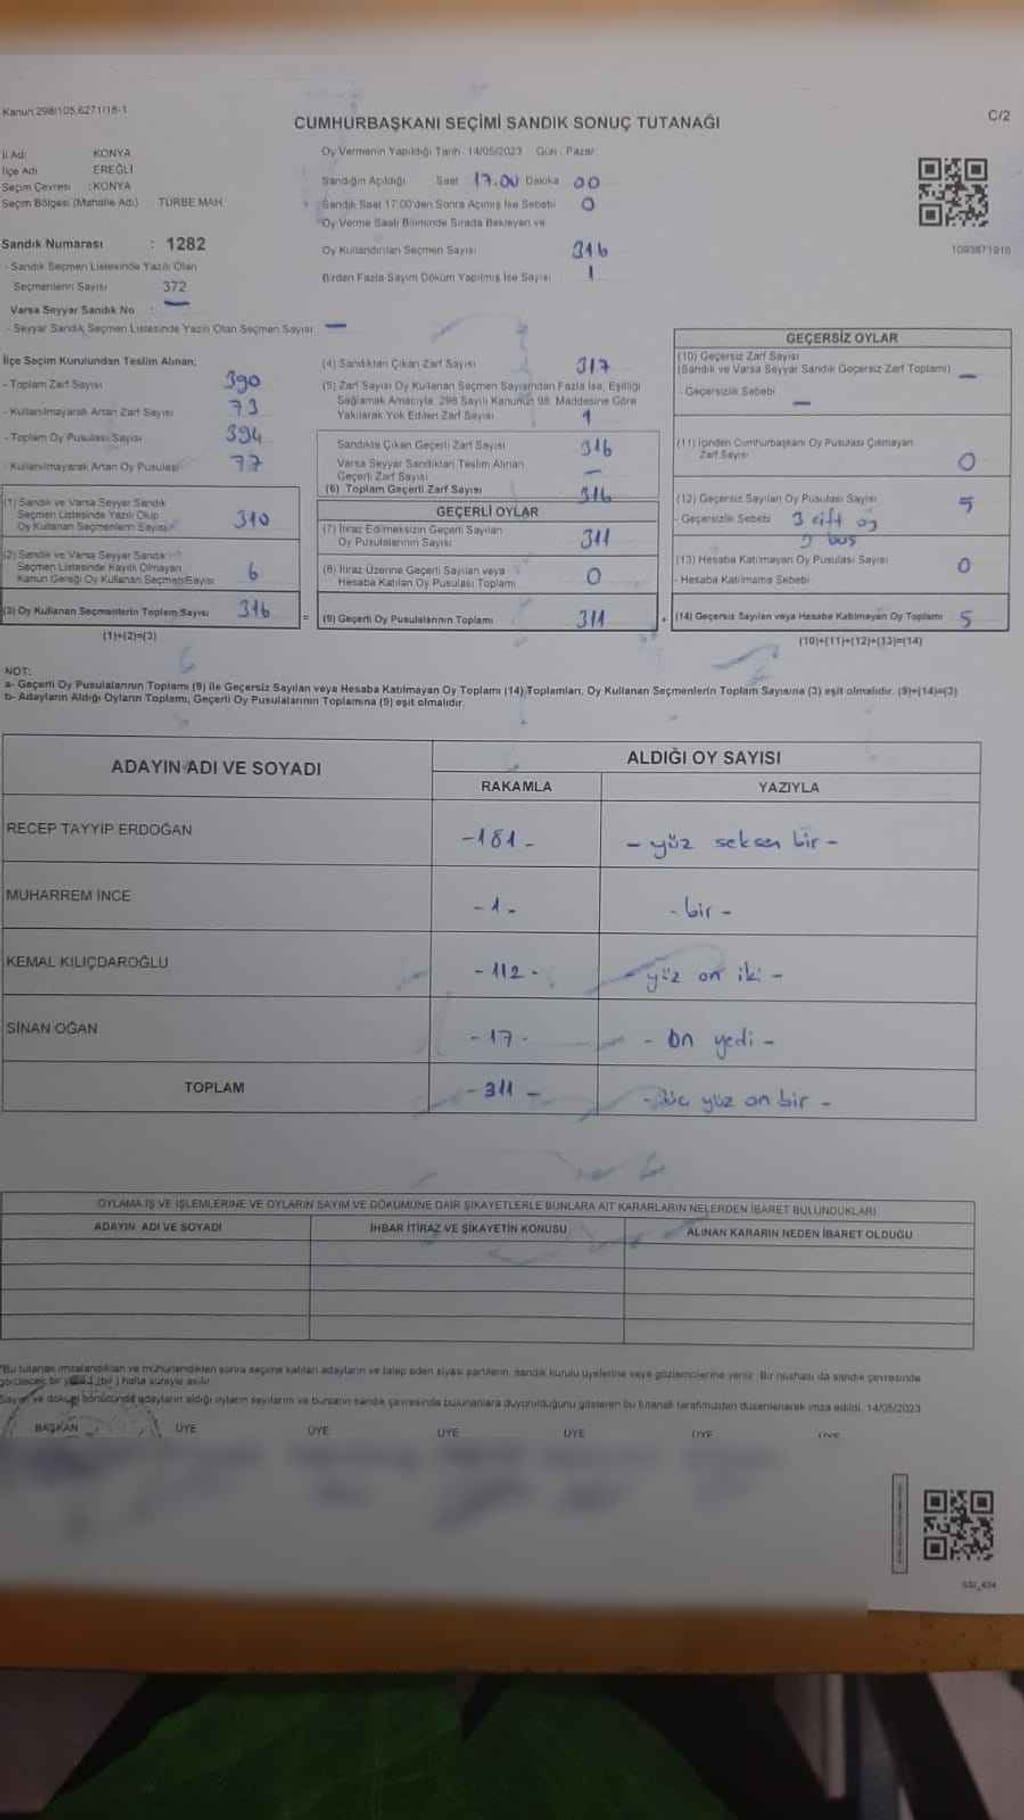 Kanun 298/105,6271/18-1
C/2
CUMHURBAŞKANI SEÇİMİ SANDIK SONUÇ TUTANAĞI
İl Adı KONYA
İlçe Adı EREĞLİ
Seçim Çevresi : KONYA
Seçim Bölgesi (Mahalle Adı) TÜRBE MAH.
Oy Vermenin Yapıldığı Tarih : 14/05/2023 Gün : Pazar
Sandığın Açıldığı Saat 17.00 Dakika 00
Sandık Saat 17:00'den Sonra Açılmış İse Sebebi 0
Oy Verme Saati Bitiminde Sırada Bekleyen ve
Oy Kullandırılan Seçmen Sayısı 316
Birden Fazla Sayım Döküm Yapılmış İse Sayısı 1
Sandık Numarası : 1282
- Sandık Seçmen Listesinde Yazılı Olan
Seçmenlerin Sayısı 372
Varsa Seyyar Sandık No : —
- Seyyar Sandık Seçmen Listesinde Yazılı Olan Seçmen Sayısı —
İlçe Seçim Kurulundan Teslim Alınan;
- Toplam Zarf Sayısı 390
- Kullanılmayarak Artan Zarf Sayısı 73
- Toplam Oy Pusulası Sayısı 394
- Kullanılmayarak Artan Oy Pusulası 77
(1) Sandık ve Varsa Seyyar Sandık
Seçmen Listesinde Yazılı Olup
Oy Kullanan Seçmenlerin Sayısı 310
(2) Sandık ve Varsa Seyyar Sandık
Seçmen Listesinde Kayıtlı Olmayan
Kanun Gereği Oy Kullanan Seçmen Sayısı 6
(3) Oy Kullanan Seçmenlerin Toplam Sayısı 316
(1)+(2)=(3)
(4) Sandıktan Çıkan Zarf Sayısı 317
(5) Zarf Sayısı Oy Kullanan Seçmen Sayısından Fazla İse, Eşitliği
Sağlamak Amacıyla, 298 Sayılı Kanunun 98. Maddesine Göre
Yakılarak Yok Edilen Zarf Sayısı 1
Sandıkta Çıkan Geçerli Zarf Sayısı 316
Varsa Seyyar Sandıktan Teslim Alınan
Geçerli Zarf Sayısı —
(6) Toplam Geçerli Zarf Sayısı 316
GEÇERLİ OYLAR
(7) İtiraz Edilmeksizin Geçerli Sayılan
Oy Pusulalarının Sayısı 311
(8) İtiraz Üzerine Geçerli Sayılan veya
Hesaba Katılan Oy Pusulası Toplamı 0
= (9) Geçerli Oy Pusulalarının Toplamı 311
GEÇERSİZ OYLAR
(10) Geçersiz Zarf Sayısı
(Sandık ve Varsa Seyyar Sandık Geçersiz Zarf Toplamı) —
- Geçersizlik Sebebi —
(11) İçinden Cumhurbaşkanı Oy Pusulası Çıkmayan
Zarf Sayısı 0
(12) Geçersiz Sayılan Oy Pusulası Sayısı 5
- Geçersizlik Sebebi 3 çift oy
boş
(13) Hesaba Katılmayan Oy Pusulası Sayısı 0
- Hesaba Katılmama Sebebi
+ (14) Geçersiz Sayılan veya Hesaba Katılmayan Oy Toplamı 5
(10)+(11)+(12)+(13)=(14)
NOT:
a- Geçerli Oy Pusulalarının Toplamı (9) ile Geçersiz Sayılan veya Hesaba Katılmayan Oy Toplamı (14) Toplamları, Oy Kullanan Seçmenlerin Toplam Sayısına (3) eşit olmalıdır. (9)+(14)=(3)
b- Adayların Aldığı Oyların Toplamı, Geçerli Oy Pusulalarının Toplamına (9) eşit olmalıdır.
ADAYIN ADI VE SOYADI
ALDIĞI OY SAYISI
RAKAMLA YAZIYLA
RECEP TAYYİP ERDOĞAN -181- - yüz seksen bir -
MUHARREM İNCE -1- - bir -
KEMAL KILIÇDAROĞLU -112- - yüz on iki -
SİNAN OĞAN -17- - on yedi -
TOPLAM -311- - üç yüz on bir -
OYLAMA İŞ VE İŞLEMLERİNE VE OYLARIN SAYIM VE DÖKÜMÜNE DAİR ŞİKAYETLERLE BUNLARA AİT KARARLARIN NELERDEN İBARET BULUNDUKLARI
ADAYIN ADI VE SOYADI İHBAR İTİRAZ VE ŞİKAYETİN KONUSU ALINAN KARARIN NEDEN İBARET OLDUĞU
Bu tutanak imzalandıktan ve mühürlendikten sonra seçime katılan adayların ve talep eden siyasi partilerin, sandık kurulu üyelerine veya gözlemcilerine verilir. Bir nüshası da sandık çevresinde
görülecek bir yere 1 (bir) hafta süreyle asılır.
Sayım ve döküm sonucunda adayların aldığı oyların sayılarını ve bunların sandık çevresinde bulunanlara duyurulduğunu gösteren bu tutanak tarafımızdan düzenlenerek imza edildi. 14/05/2023
BAŞKAN ÜYE ÜYE ÜYE ÜYE ÜYE ÜYE